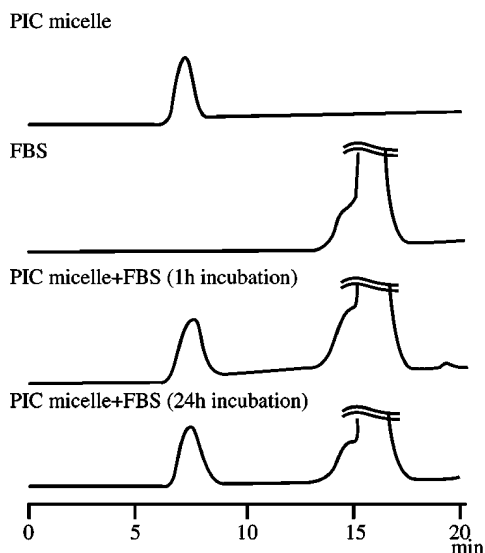 PIC micelle
FBS
PIC micelle+FBS (1h incubation)
PIC micelle+FBS (24h incubation)
0 5 10 15 20
min